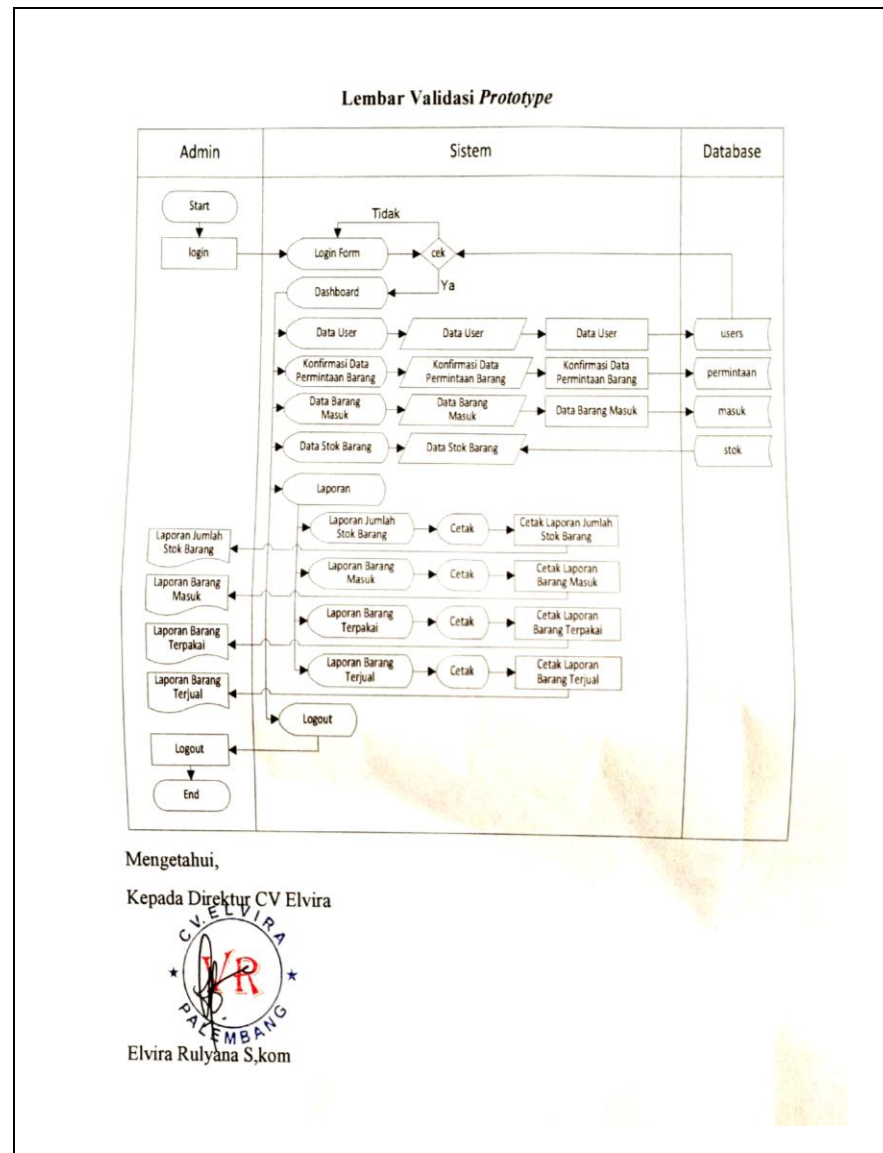 Lembar Validasi Prototype
Admin
Sistem
Database
Start
Tidak
login
Login Form
cek
Ya
Dashboard
Data User
Data User
Data User
users
Konfirmasi Data
Permintaan Barang
Konfirmasi Data
Permintaan Barang
Konfirmasi Data
Permintaan Barang
permintaan
Data Barang
Masuk
Data Barang
Masuk
Data Barang Masuk
masuk
Data Stok Barang
Data Stok Barang
stok
Laporan
Laporan Jumlah
Stok Barang
Cetak
Cetak Laporan Jumlah
Stok Barang
Laporan Jumlah
Stok Barang
Laporan Barang
Masuk
Cetak
Cetak Laporan
Barang Masuk
Laporan Barang
Masuk
Laporan Barang
Terpakai
Cetak
Cetak Laporan
Barang Terpakai
Laporan Barang
Terpakai
Laporan Barang
Terjual
Cetak
Cetak Laporan
Barang Terjual
Laporan Barang
Terjual
Logout
Logout
End
Mengetahui,
Kepada Direktur CV Elvira
CV. ELVIRA
VR
PALEMBANG
Elvira Rulyana S,kom